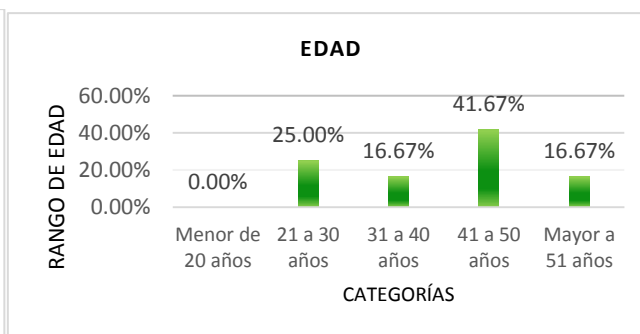 EDAD
RANGO DE EDAD
60.00%
40.00%
20.00%
0.00%
0.00%
25.00%
16.67%
41.67%
16.67%
Menor de
20 años
21 a 30
años
31 a 40
años
41 a 50
años
Mayor a
51 años
CATEGORÍAS